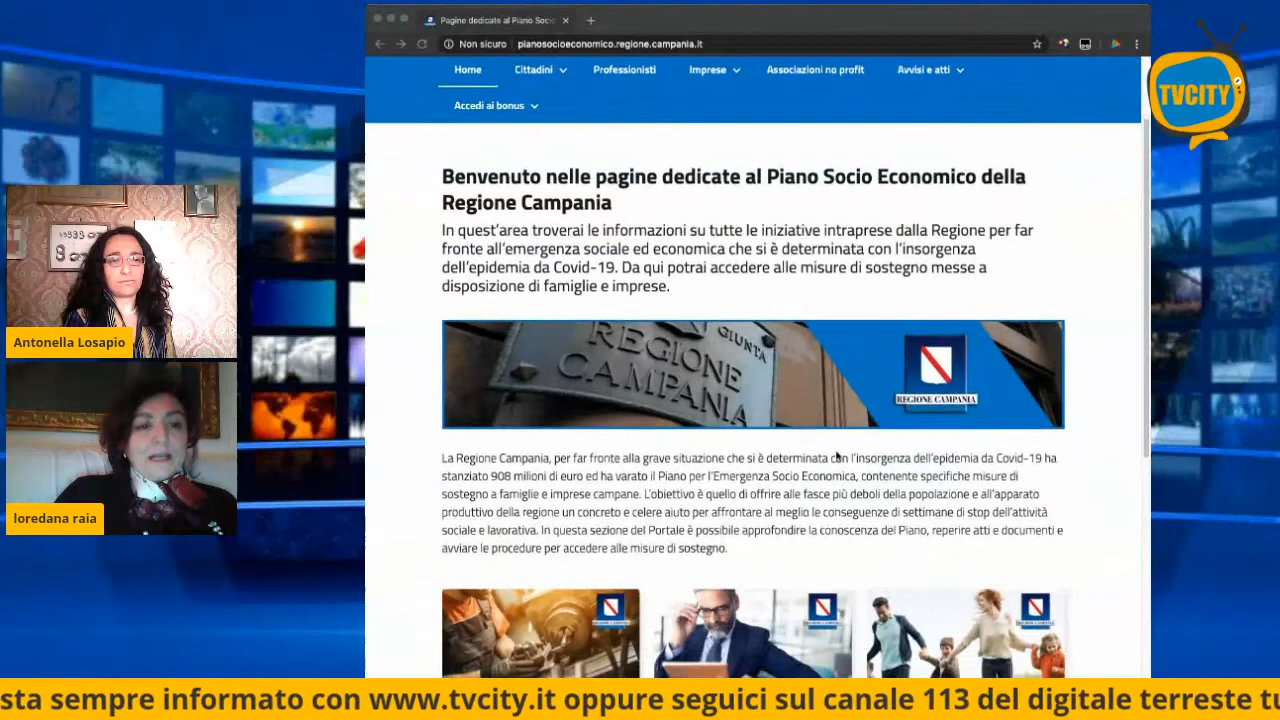 Pagine dedicate al Piano Socio
Non sicuro
pianosocioeconomico.regione.campania.it
Home
Cittadini
Professionisti
Imprese
Associazioni no profit
Avvisi e atti
Accedi ai bonus
TVCITY
Benvenuto nelle pagine dedicate al Piano Socio Economico della
Regione Campania
In quest'area troverai le informazioni su tutte le iniziative intraprese dalla Regione per far
fronte all'emergenza sociale ed economica che si è determinata con l'insorgenza
dell'epidemia da Covid-19. Da qui potrai accedere alle misure di sostegno messe a
disposizione di famiglie e imprese.
GIUNTA
REGIONE
CAMPANIA
REGIONE CAMPANIA
Antonella Losapio
loredana raia
La Regione Campania, per far fronte alla grave situazione che si è determinata con l'insorgenza dell'epidemia da Covid-19 ha
stanziato 908 milioni di euro ed ha varato il Piano per l'Emergenza Socio Economica, contenente specifiche misure di
sostegno a famiglie e imprese campane. L'obiettivo è quello di offrire alle fasce più deboli della popolazione e all'apparato
produttivo della regione un concreto e celere aiuto per affrontare al meglio le conseguenze di settimane di stop dell'attività
sociale e lavorativa. In questa sezione del Portale è possibile approfondire la conoscenza del Piano, reperire atti e documenti e
avviare le procedure per accedere alle misure di sostegno.
sta sempre informato con www.tvcity.it oppure seguici sul canale 113 del digitale terreste tu